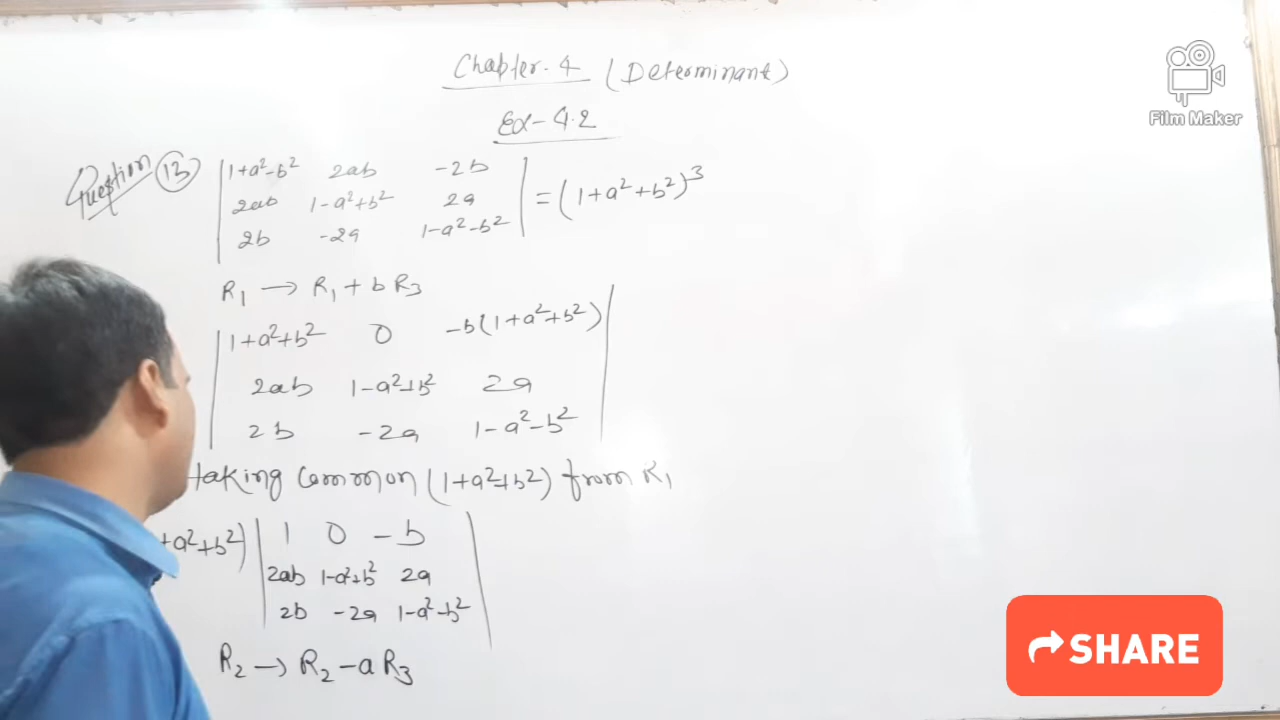 Chapter-4 (Determinant)
Ex-4.2
Question 13
|1+a²-b² 2ab -2b|
|2ab 1-a²+b² 2a| = (1+a²+b²)³
|2b -2a 1-a²-b²|
R₁ → R₁ + b R₃
|1+a²+b² 0 -b(1+a²+b²)|
|2ab 1-a²+b² 2a|
|2b -2a 1-a²-b²|
taking common (1+a²+b²) from R₁
+a²+b²) |1 0 -b|
|2ab 1-a²+b² 2a|
|2b -2a 1-a²-b²|
R₂ → R₂ - a R₃
Film Maker
SHARE